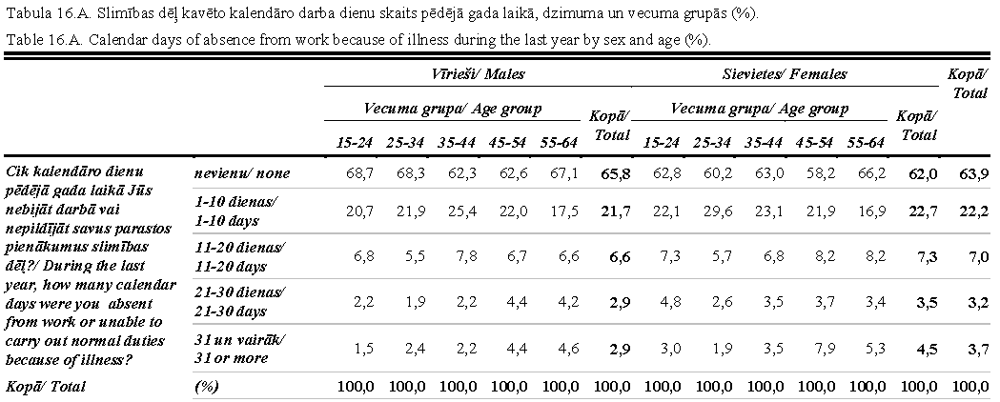 Tabula 16.A. Slimības dēļ kavēto kalendāro darba dienu skaits pēdējā gada laikā, dzimuma un vecuma grupās (%).
Table 16.A. Calendar days of absence from work because of illness during the last year by sex and age (%).
Vīrieši/ Males Sievietes/ Females Kopā/ Total
Vecuma grupa/ Age group Kopā/ Total Vecuma grupa/ Age group Kopā/ Total
15-24 25-34 35-44 45-54 55-64 15-24 25-34 35-44 45-54 55-64
Cik kalendāro dienu
pēdējā gada laikā Jūs
nebijāt darbā vai
nepildījāt savus parastos
pienākumus slimības
dēļ?/ During the last
year, how many calendar
days were you absent
from work or unable to
carry out normal duties
because of illness?
nevienu/ none 68,7 68,3 62,3 62,6 67,1 65,8 62,8 60,2 63,0 58,2 66,2 62,0 63,9
1-10 dienas/
1-10 days 20,7 21,9 25,4 22,0 17,5 21,7 22,1 29,6 23,1 21,9 16,9 22,7 22,2
11-20 dienas/
11-20 days 6,8 5,5 7,8 6,7 6,6 6,6 7,3 5,7 6,8 8,2 8,2 7,3 7,0
21-30 dienas/
21-30 days 2,2 1,9 2,2 4,4 4,2 2,9 4,8 2,6 3,5 3,7 3,4 3,5 3,2
31 un vairāk/
31 or more 1,5 2,4 2,2 4,4 4,6 2,9 3,0 1,9 3,5 7,9 5,3 4,5 3,7
Kopā/ Total (%) 100,0 100,0 100,0 100,0 100,0 100,0 100,0 100,0 100,0 100,0 100,0 100,0 100,0